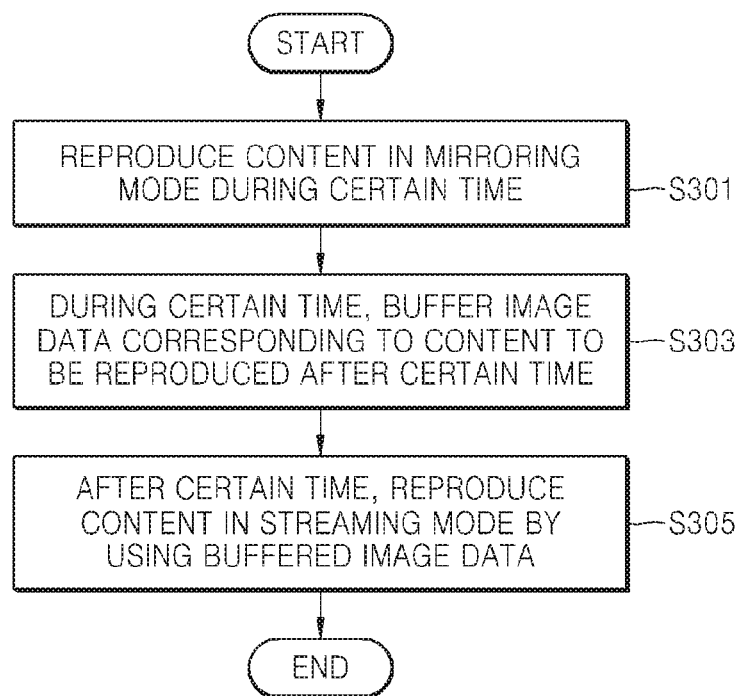 START
REPRODUCE CONTENT IN MIRRORING
MODE DURING CERTAIN TIME
S301
DURING CERTAIN TIME, BUFFER IMAGE
DATA CORRESPONDING TO CONTENT TO
BE REPRODUCED AFTER CERTAIN TIME
S303
AFTER CERTAIN TIME, REPRODUCE
CONTENT IN STREAMING MODE BY
USING BUFFERED IMAGE DATA
S305
END